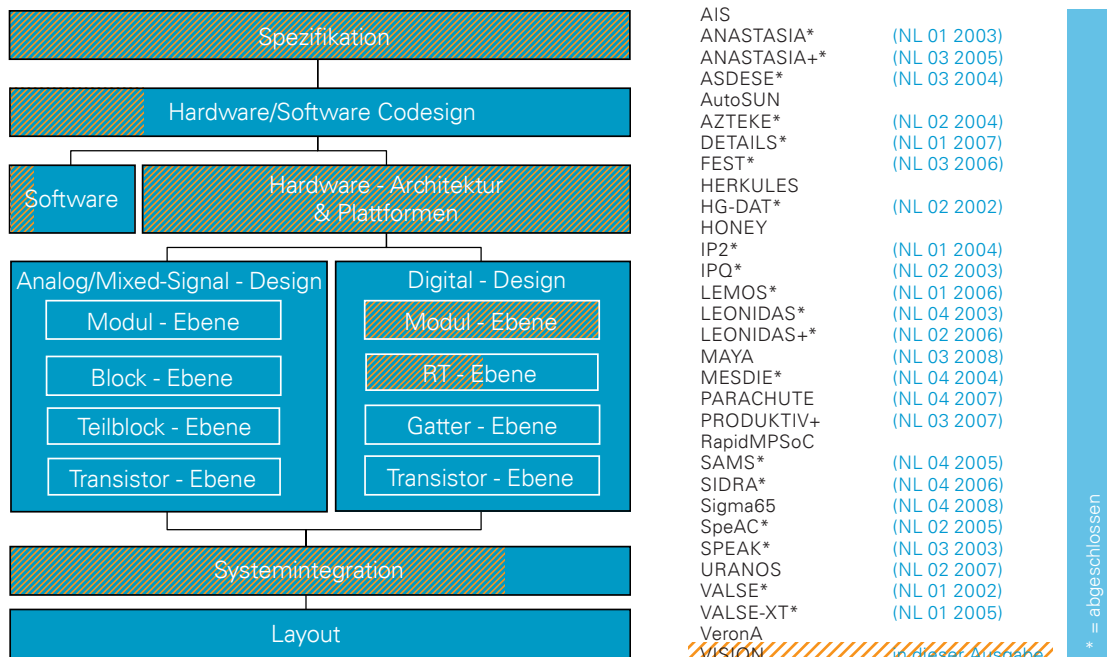 Spezifikation
Hardware/Software Codesign
Software
Hardware - Architektur
& Plattformen
Analog/Mixed-Signal - Design
Modul - Ebene
Block - Ebene
Teilblock - Ebene
Transistor - Ebene
Digital - Design
Modul - Ebene
RT - Ebene
Gatter - Ebene
Transistor - Ebene
Systemintegration
Layout
AIS
ANASTASIA* (NL 01 2003)
ANASTASIA+* (NL 03 2005)
ASDESE* (NL 03 2004)
AutoSUN
AZTEKE* (NL 02 2004)
DETAILS* (NL 01 2007)
FEST* (NL 03 2006)
HERKULES
HG-DAT* (NL 02 2002)
HONEY
IP2* (NL 01 2004)
IPQ* (NL 02 2003)
LEMOS* (NL 01 2006)
LEONIDAS* (NL 04 2003)
LEONIDAS+* (NL 02 2006)
MAYA (NL 03 2008)
MESDIE* (NL 04 2004)
PARACHUTE (NL 04 2007)
PRODUKTIV+ (NL 03 2007)
RapidMPSoC
SAMS* (NL 04 2005)
SIDRA* (NL 04 2006)
Sigma65 (NL 04 2008)
SpeAC* (NL 02 2005)
SPEAK* (NL 03 2003)
URANOS (NL 02 2007)
VALSE* (NL 01 2002)
VALSE-XT* (NL 01 2005)
VeronA
VISION in dieser Ausgabe
* = abgeschlossen